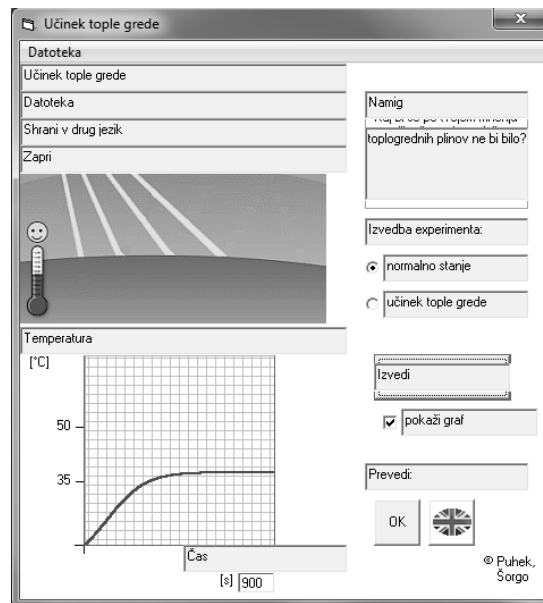 Učinek tople grede
Datoteka
Učinek tople grede
Datoteka
Shrani v drug jezik
Zapri
Namig
toplogrednih plinov ne bi bilo?
Izvedba experimenta:
normalno stanje
učinek tople grede
Temperatura
[°C]
50
35
Izvedi
pokaži graf
Prevedi:
OK
Čas
[s] 900
© Puhek,
Šorgo